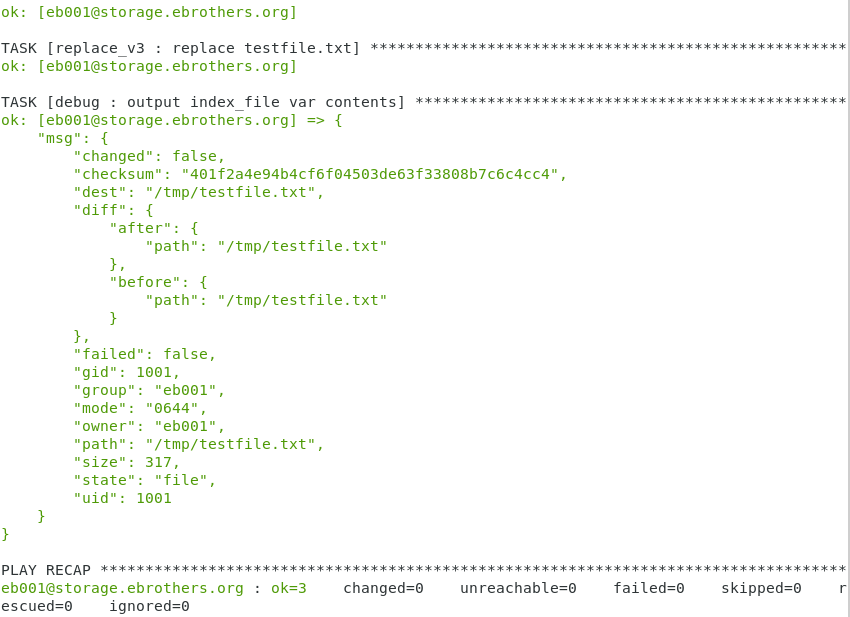 ok: [eb001@storage.ebrothers.org]

TASK [replace_v3 : replace testfile.txt] *****************************************************
ok: [eb001@storage.ebrothers.org]

TASK [debug : output index_file var contents] ************************************************
ok: [eb001@storage.ebrothers.org] => {
    "msg": {
        "changed": false,
        "checksum": "401f2a4e94b4cf6f04503de63f33808b7c6c4cc4",
        "dest": "/tmp/testfile.txt",
        "diff": {
            "after": {
                "path": "/tmp/testfile.txt"
            },
            "before": {
                "path": "/tmp/testfile.txt"
            }
        },
        "failed": false,
        "gid": 1001,
        "group": "eb001",
        "mode": "0644",
        "owner": "eb001",
        "path": "/tmp/testfile.txt",
        "size": 317,
        "state": "file",
        "uid": 1001
    }
}

PLAY RECAP ***********************************************************************************
eb001@storage.ebrothers.org : ok=3    changed=0    unreachable=0    failed=0    skipped=0    r
escued=0    ignored=0